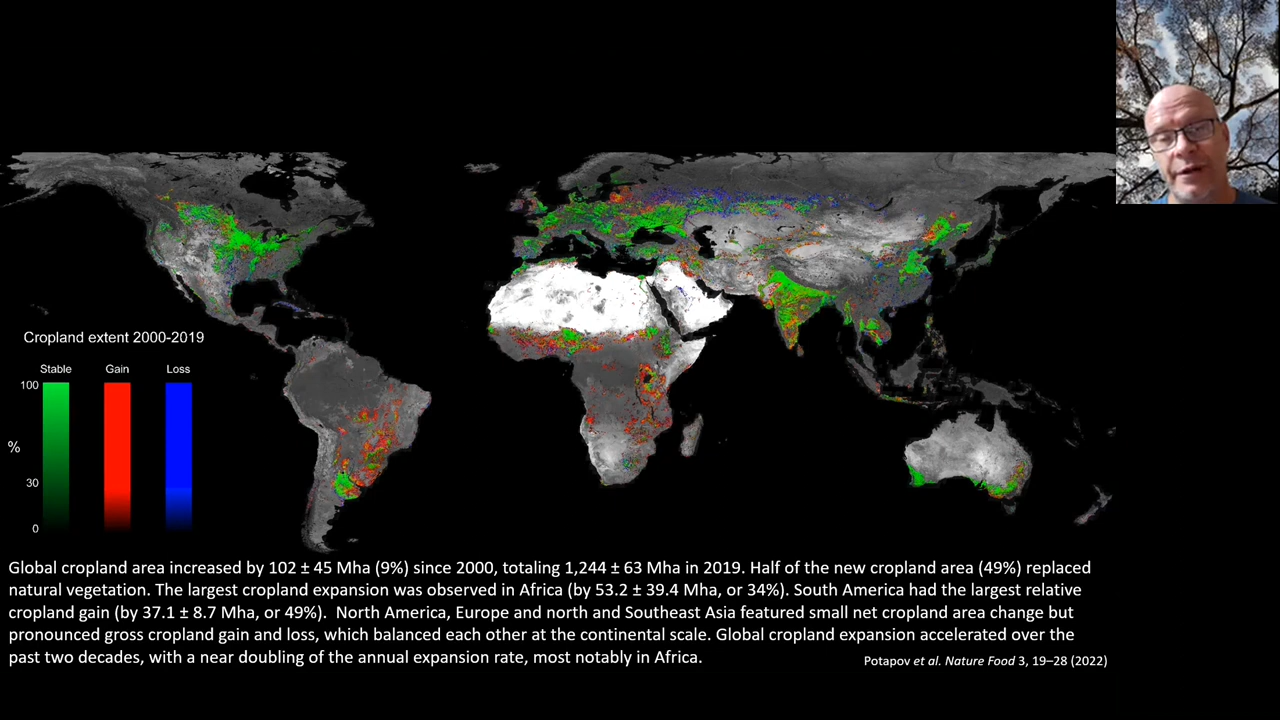 Cropland extent 2000-2019
Stable Gain Loss
100
%
30
0
Global cropland area increased by 102 ± 45 Mha (9%) since 2000, totaling 1,244 ± 63 Mha in 2019. Half of the new cropland area (49%) replaced
natural vegetation. The largest cropland expansion was observed in Africa (by 53.2 ± 39.4 Mha, or 34%). South America had the largest relative
cropland gain (by 37.1 ± 8.7 Mha, or 49%).  North America, Europe and north and Southeast Asia featured small net cropland area change but
pronounced gross cropland gain and loss, which balanced each other at the continental scale. Global cropland expansion accelerated over the
past two decades, with a near doubling of the annual expansion rate, most notably in Africa.
Potapov et al. Nature Food 3, 19–28 (2022)